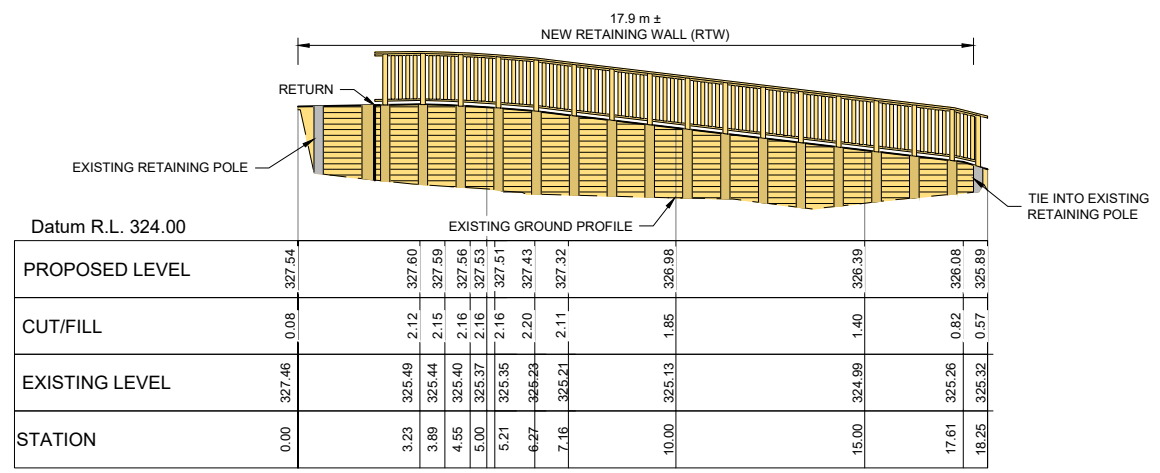 17.9 m ±
NEW RETAINING WALL (RTW)
RETURN
EXISTING RETAINING POLE
TIE INTO EXISTING
RETAINING POLE
EXISTING GROUND PROFILE
Datum R.L. 324.00
PROPOSED LEVEL 327.54 327.60 327.59 327.56 327.53 327.51 327.43 327.32 326.98 326.39 326.08 325.89
CUT/FILL 0.08 2.12 2.15 2.16 2.16 2.16 2.20 2.11 1.85 1.40 0.82 0.57
EXISTING LEVEL 327.46 325.49 325.44 325.40 325.37 325.35 325.23 325.21 325.13 324.99 325.26 325.32
STATION 0.00 3.23 3.89 4.55 5.00 5.21 6.27 7.16 10.00 15.00 17.61 18.25